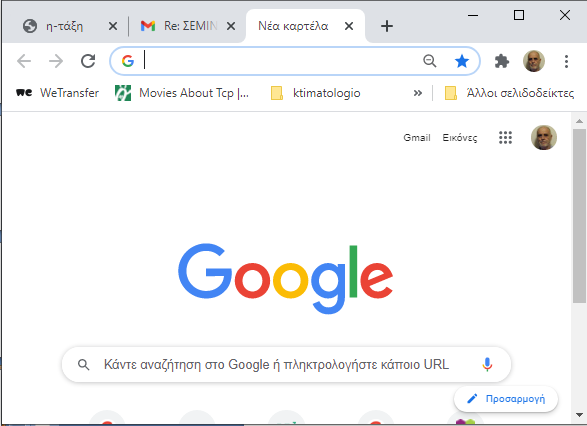 η-τάξη
Re: ΣΕΜΙΝ
Νέα καρτέλα
WeTransfer
Movies About Tcp |...
ktimatologio
»
Άλλοι σελιδοδείκτες
Gmail
Εικόνες
Google
Κάντε αναζήτηση στο Google ή πληκτρολογήστε κάποιο URL
Προσαρμογή